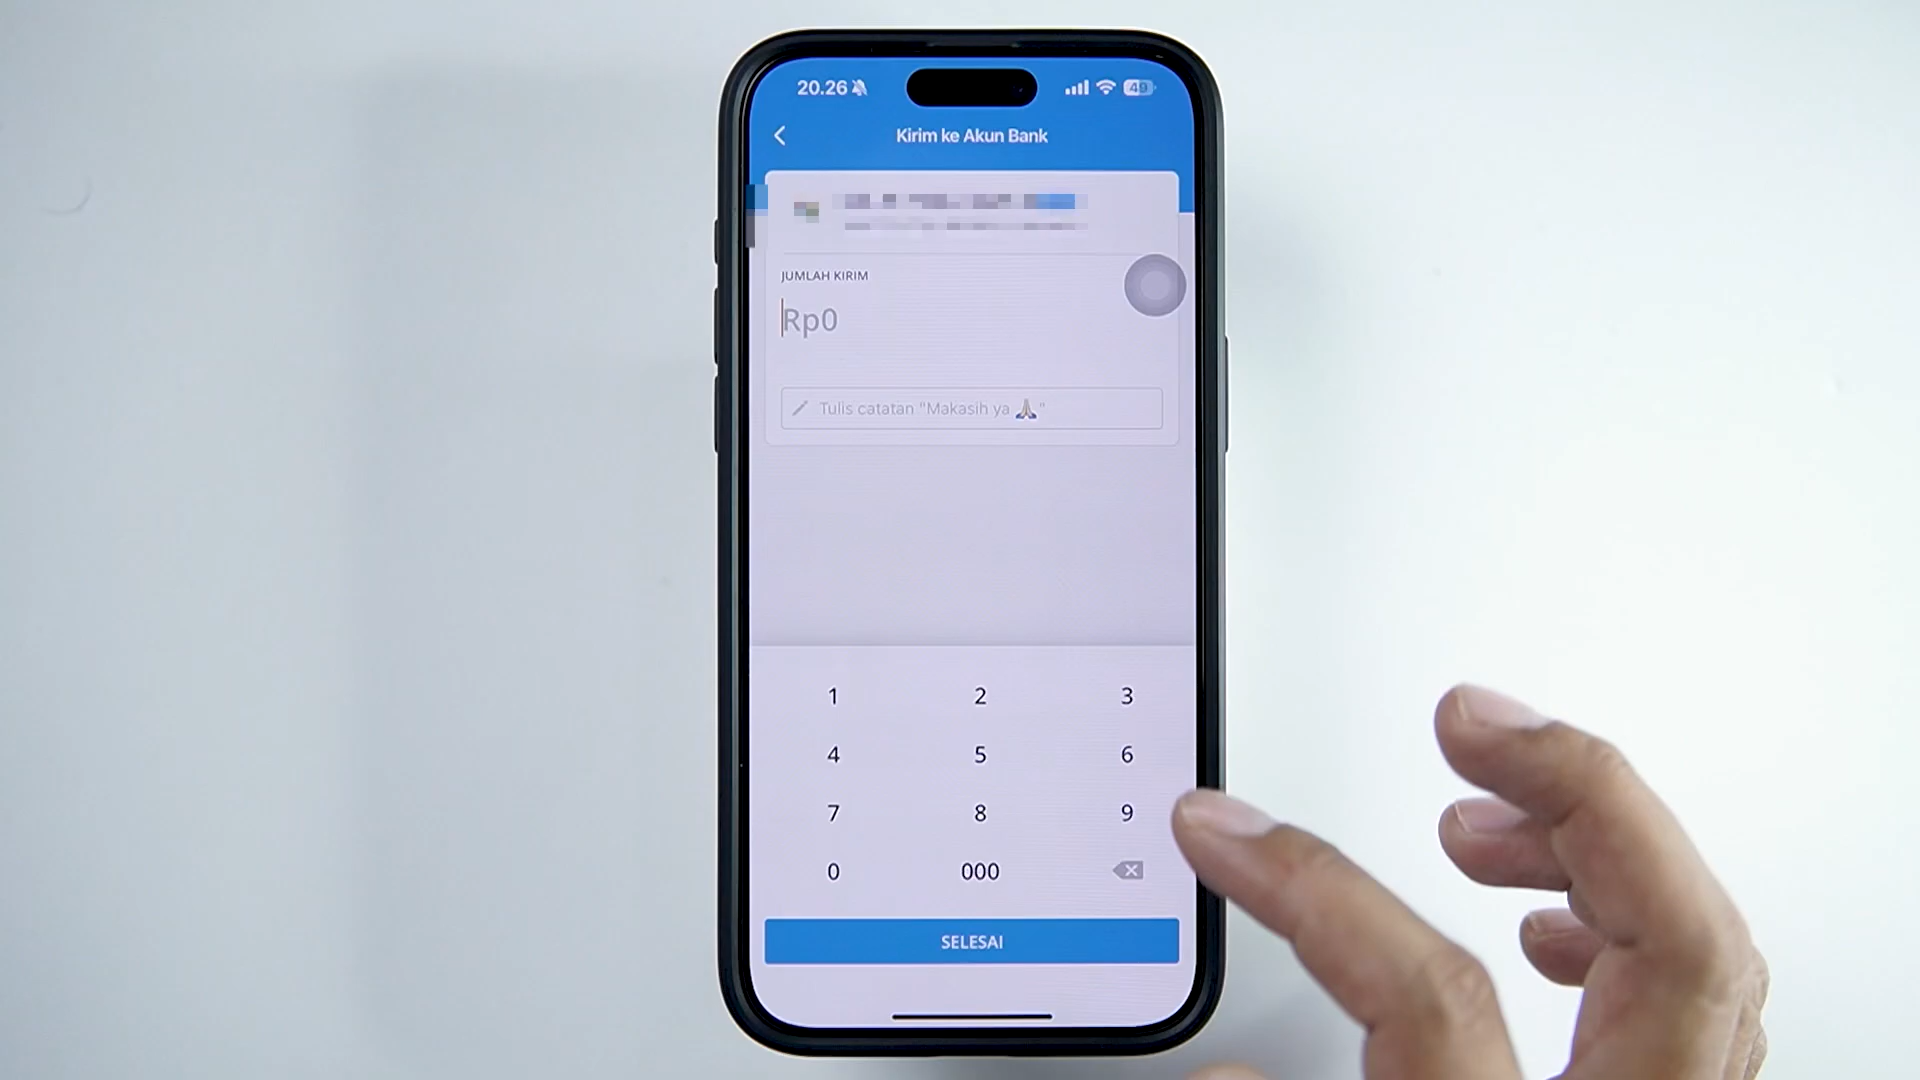 20.26
49
Kirim ke Akun Bank
JUMLAH KIRIM
Rp0
Tulis catatan "Makasih ya 🙏"
1 2 3
4 5 6
7 8 9
0 000
SELESAI